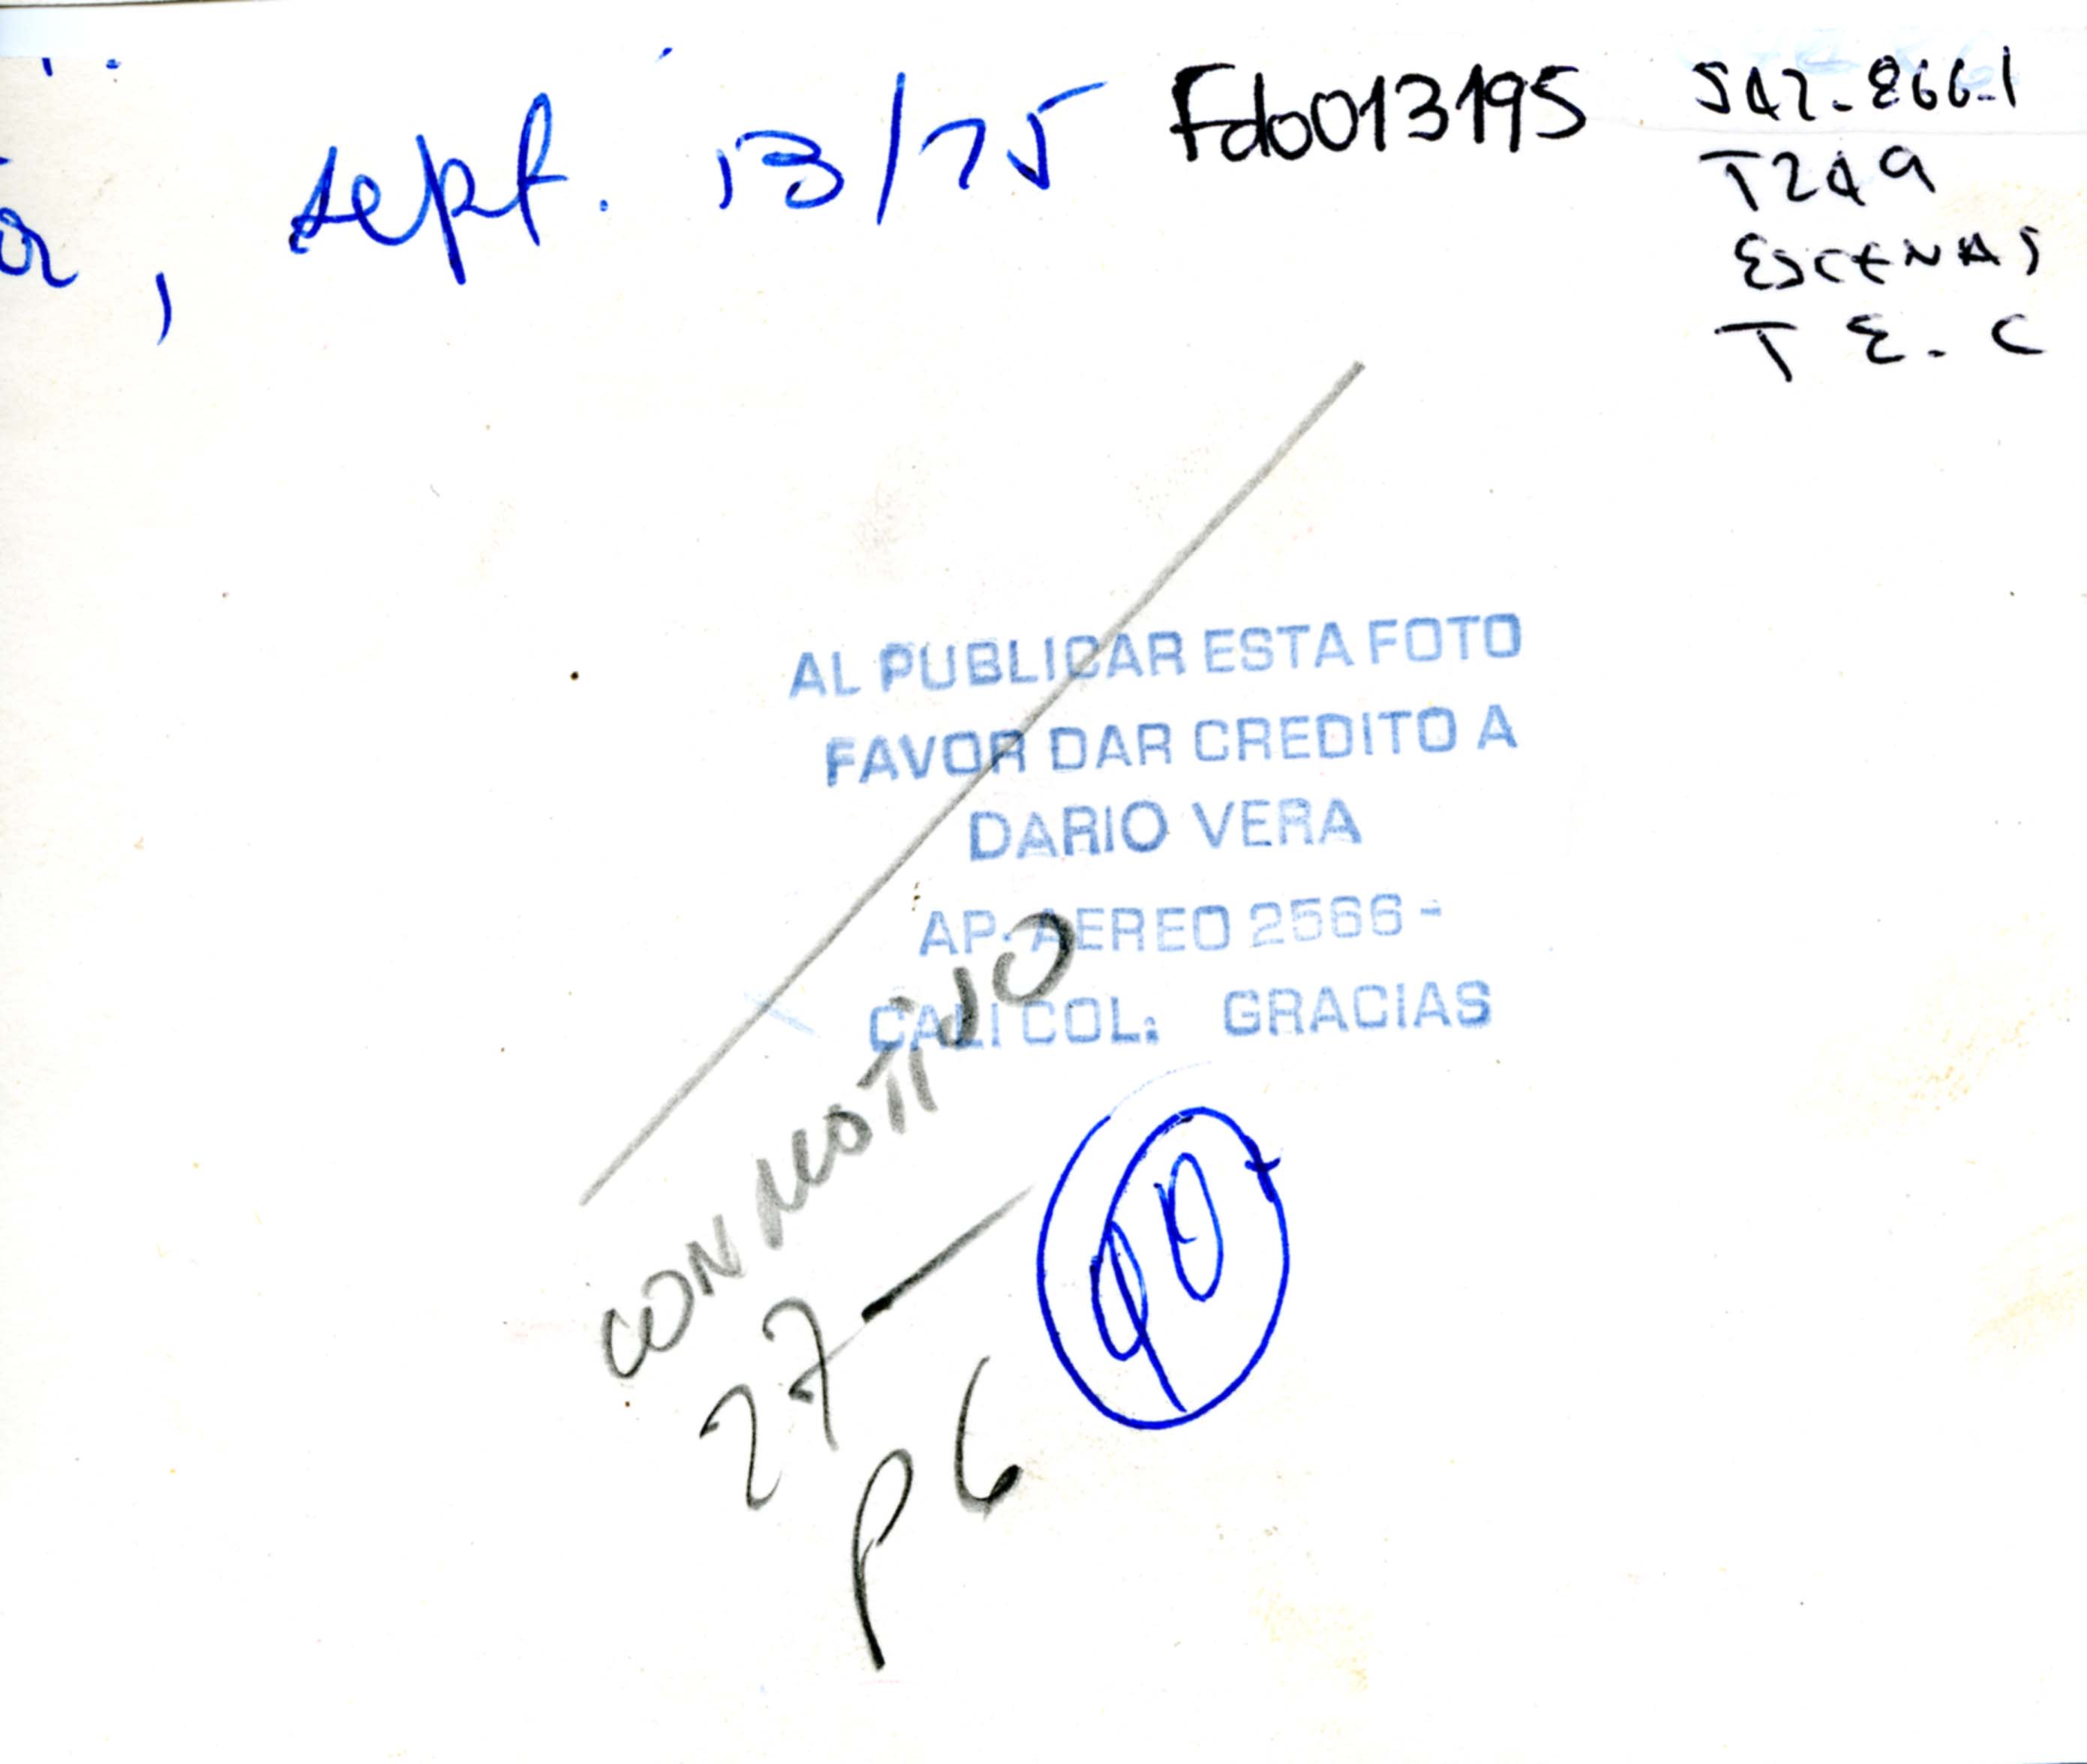 , sept. 13/75
Fdo013195
SA2-866-1
T2A9
ESCENAS
T E. C
AL PUBLICAR ESTA FOTO
FAVOR DAR CREDITO A
DARIO VERA
AP. AEREO 2566 -
CALI COL: GRACIAS
CON MOTIVO
27
P6
90